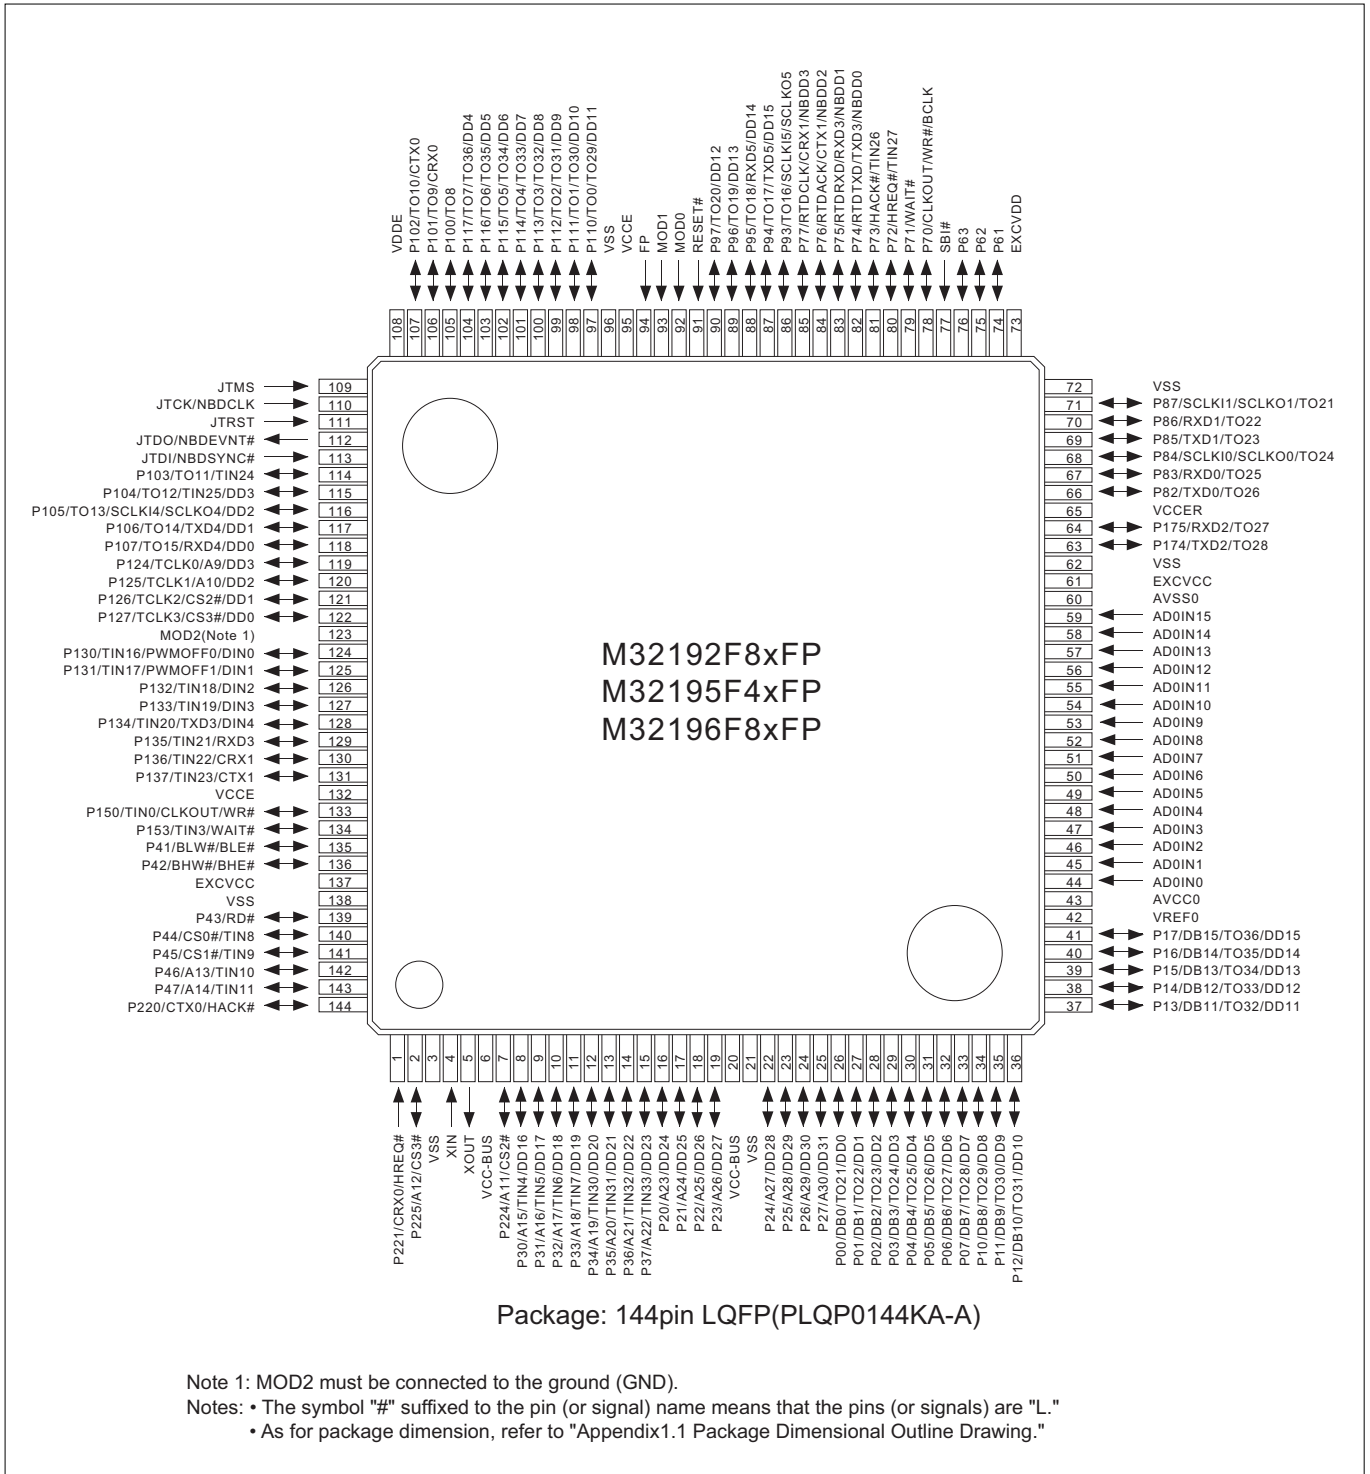 VDDE
P102/TO10/CTX0
P101/TO9/CRX0
P100/TO8
P117/TO7/TO36/DD4
P116/TO6/TO35/DD5
P115/TO5/TO34/DD6
P114/TO4/TO33/DD7
P113/TO3/TO32/DD8
P112/TO2/TO31/DD9
P111/TO1/TO30/DD10
P110/TO0/TO29/DD11
VSS
VCCE
FP
MOD1
MOD0
RESET#
P97/TO20/DD12
P96/TO19/DD13
P95/TO18/RXD5/DD14
P94/TO17/TXD5/DD15
P93/TO16/SCLKI5/SCLKO5
P77/RTDCLK/CRX1/NBDD3
P76/RTDACK/CTX1/NBDD2
P75/RTDRXD/RXD3/NBDD1
P74/RTDTXD/TXD3/NBDD0
P73/HACK#/TIN26
P72/HREQ#/TIN27
P71/WAIT#
P70/CLKOUT/WR#/BCLK
SBI#
P63
P62
P61
EXCVDD
108
107
106
105
104
103
102
101
100
99
98
97
96
95
94
93
92
91
90
89
88
87
86
85
84
83
82
81
80
79
78
77
76
75
74
73
JTMS 109
JTCK/NBDCLK 110
JTRST 111
JTDO/NBDEVNT# 112
JTDI/NBDSYNC# 113
P103/TO11/TIN24 114
P104/TO12/TIN25/DD3 115
P105/TO13/SCLKI4/SCLKO4/DD2 116
P106/TO14/TXD4/DD1 117
P107/TO15/RXD4/DD0 118
P124/TCLK0/A9/DD3 119
P125/TCLK1/A10/DD2 120
P126/TCLK2/CS2#/DD1 121
P127/TCLK3/CS3#/DD0 122
MOD2(Note 1) 123
P130/TIN16/PWMOFF0/DIN0 124
P131/TIN17/PWMOFF1/DIN1 125
P132/TIN18/DIN2 126
P133/TIN19/DIN3 127
P134/TIN20/TXD3/DIN4 128
P135/TIN21/RXD3 129
P136/TIN22/CRX1 130
P137/TIN23/CTX1 131
VCCE 132
P150/TIN0/CLKOUT/WR# 133
P153/TIN3/WAIT# 134
P41/BLW#/BLE# 135
P42/BHW#/BHE# 136
EXCVCC 137
VSS 138
P43/RD# 139
P44/CS0#/TIN8 140
P45/CS1#/TIN9 141
P46/A13/TIN10 142
P47/A14/TIN11 143
P220/CTX0/HACK# 144
M32192F8xFP
M32195F4xFP
M32196F8xFP
72 VSS
71 P87/SCLKI1/SCLKO1/TO21
70 P86/RXD1/TO22
69 P85/TXD1/TO23
68 P84/SCLKI0/SCLKO0/TO24
67 P83/RXD0/TO25
66 P82/TXD0/TO26
65 VCCER
64 P175/RXD2/TO27
63 P174/TXD2/TO28
62 VSS
61 EXCVCC
60 AVSS0
59 AD0IN15
58 AD0IN14
57 AD0IN13
56 AD0IN12
55 AD0IN11
54 AD0IN10
53 AD0IN9
52 AD0IN8
51 AD0IN7
50 AD0IN6
49 AD0IN5
48 AD0IN4
47 AD0IN3
46 AD0IN2
45 AD0IN1
44 AD0IN0
43 AVCC0
42 VREF0
41 P17/DB15/TO36/DD15
40 P16/DB14/TO35/DD14
39 P15/DB13/TO34/DD13
38 P14/DB12/TO33/DD12
37 P13/DB11/TO32/DD11
1
2
3
4
5
6
7
8
9
10
11
12
13
14
15
16
17
18
19
20
21
22
23
24
25
26
27
28
29
30
31
32
33
34
35
36
P221/CRX0/HREQ#
P225/A12/CS3#
VSS
XIN
XOUT
VCC-BUS
P224/A11/CS2#
P30/A15/TIN4/DD16
P31/A16/TIN5/DD17
P32/A17/TIN6/DD18
P33/A18/TIN7/DD19
P34/A19/TIN30/DD20
P35/A20/TIN31/DD21
P36/A21/TIN32/DD22
P37/A22/TIN33/DD23
P20/A23/DD24
P21/A24/DD25
P22/A25/DD26
P23/A26/DD27
VCC-BUS
VSS
P24/A27/DD28
P25/A28/DD29
P26/A29/DD30
P27/A30/DD31
P00/DB0/TO21/DD0
P01/DB1/TO22/DD1
P02/DB2/TO23/DD2
P03/DB3/TO24/DD3
P04/DB4/TO25/DD4
P05/DB5/TO26/DD5
P06/DB6/TO27/DD6
P07/DB7/TO28/DD7
P10/DB8/TO29/DD8
P11/DB9/TO30/DD9
P12/DB10/TO31/DD10
Package: 144pin LQFP(PLQP0144KA-A)
Note 1: MOD2 must be connected to the ground (GND).
Notes: • The symbol "#" suffixed to the pin (or signal) name means that the pins (or signals) are "L."
• As for package dimension, refer to "Appendix1.1 Package Dimensional Outline Drawing."